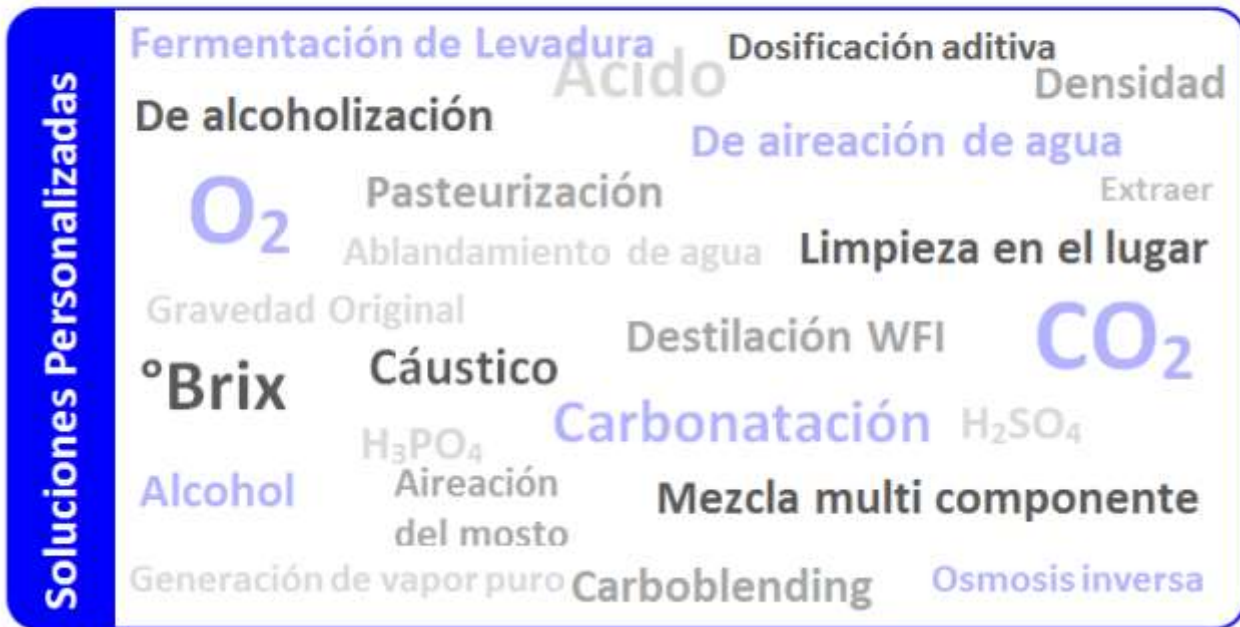 Soluciones Personalizadas
Fermentación de Levadura
Ácido
Dosificación aditiva
Densidad
De alcoholización
De aireación de agua
O₂
Pasteurización
Extraer
Ablandamiento de agua
Limpieza en el lugar
Gravedad Original
Destilación WFI
CO₂
°Brix
Cáustico
Carbonatación
H₂SO₄
H₃PO₄
Alcohol
Aireación
del mosto
Mezcla multi componente
Generación de vapor puro
Carboblending
Osmosis inversa